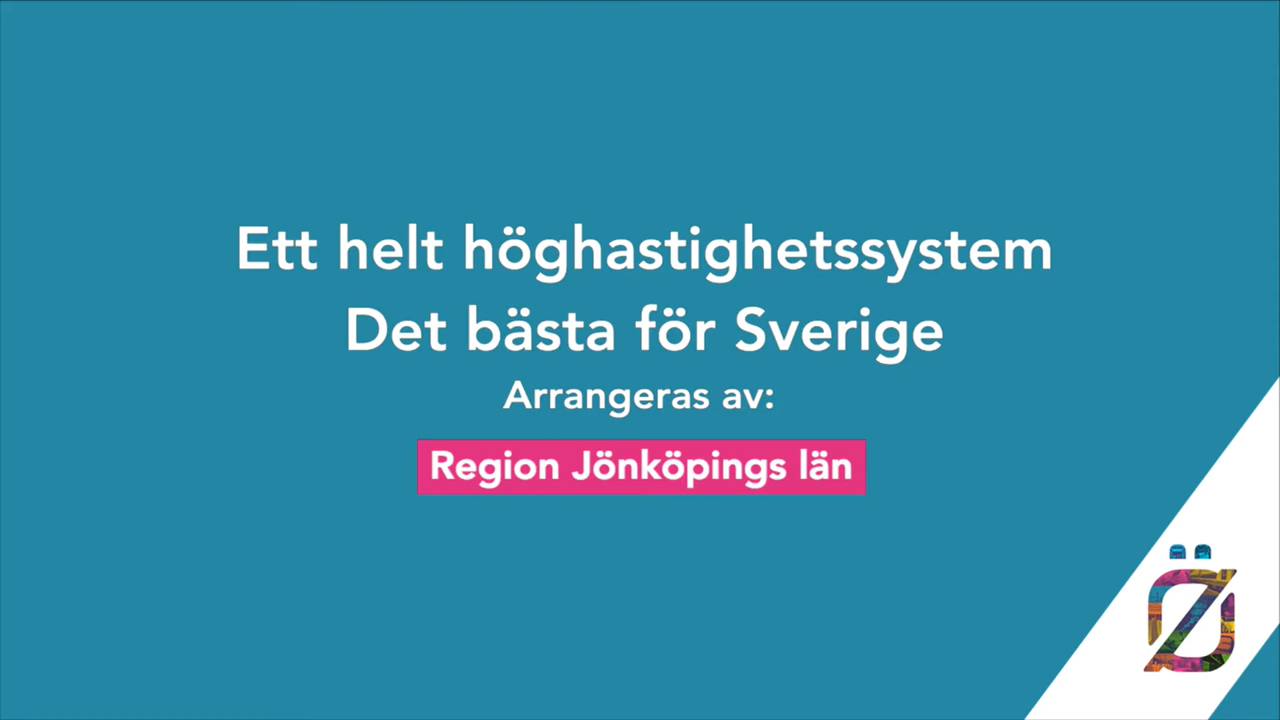 Ett helt höghastighetssystem
Det bästa för Sverige
Arrangeras av:
Region Jönköpings län